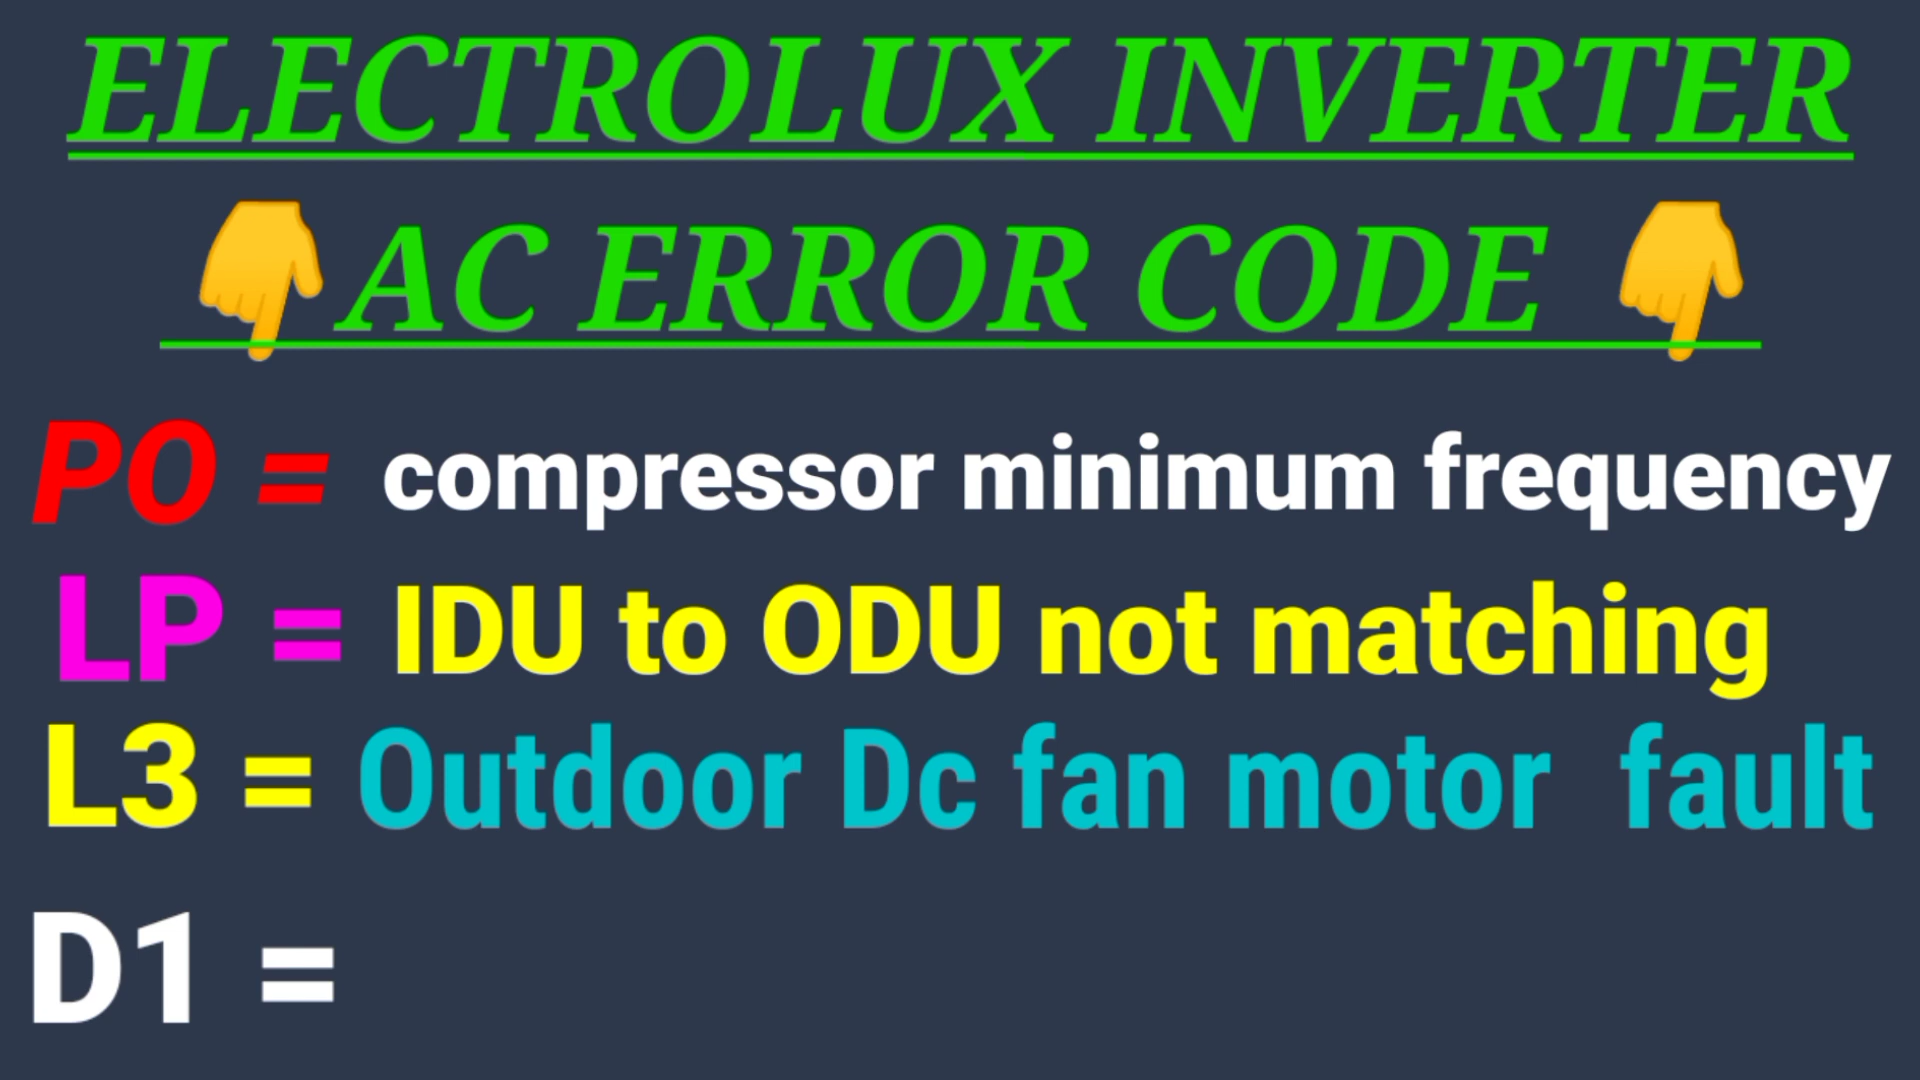 ELECTROLUX INVERTER
👇AC ERROR CODE 👇
PO = compressor minimum frequency
LP = IDU to ODU not matching
L3 = Outdoor Dc fan motor fault
D1 =